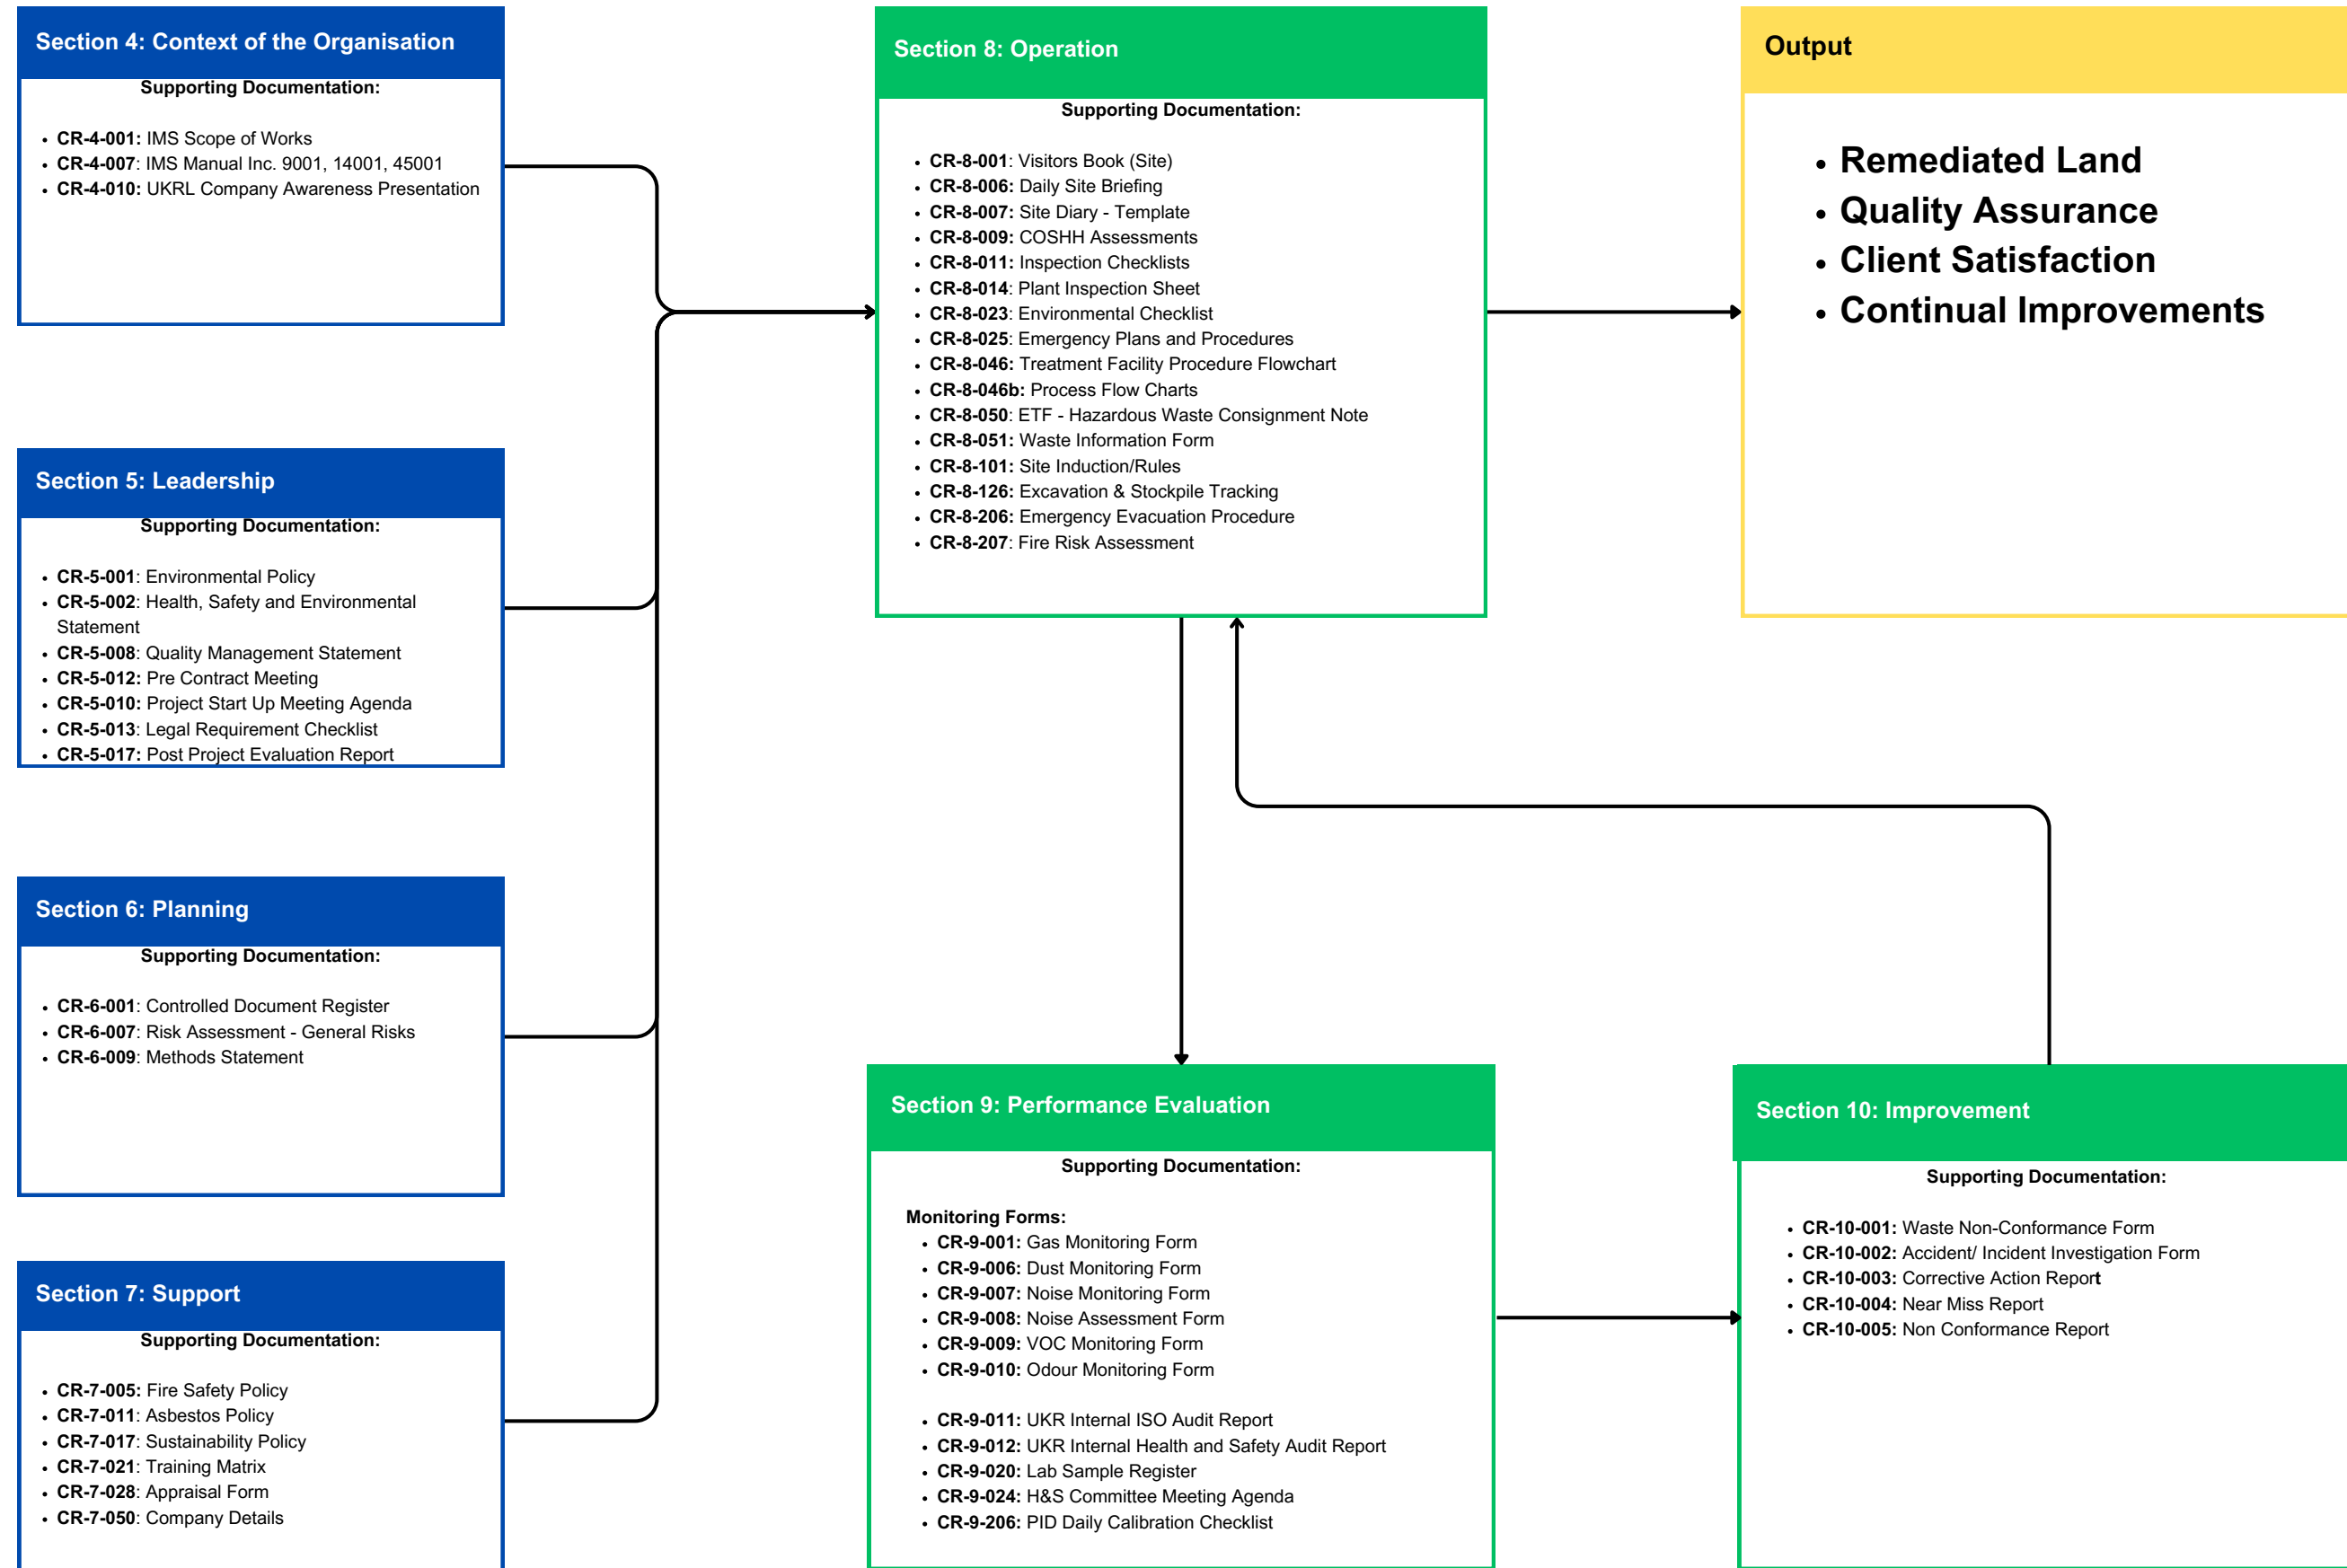 Section 4: Context of the Organisation
Supporting Documentation:
• CR-4-001: IMS Scope of Works
• CR-4-007: IMS Manual Inc. 9001, 14001, 45001
• CR-4-010: UKRL Company Awareness Presentation
Section 5: Leadership
Supporting Documentation:
• CR-5-001: Environmental Policy
• CR-5-002: Health, Safety and Environmental
Statement
• CR-5-008: Quality Management Statement
• CR-5-012: Pre Contract Meeting
• CR-5-010: Project Start Up Meeting Agenda
• CR-5-013: Legal Requirement Checklist
• CR-5-017: Post Project Evaluation Report
Section 6: Planning
Supporting Documentation:
• CR-6-001: Controlled Document Register
• CR-6-007: Risk Assessment - General Risks
• CR-6-009: Methods Statement
Section 7: Support
Supporting Documentation:
• CR-7-005: Fire Safety Policy
• CR-7-011: Asbestos Policy
• CR-7-017: Sustainability Policy
• CR-7-021: Training Matrix
• CR-7-028: Appraisal Form
• CR-7-050: Company Details
Section 8: Operation
Supporting Documentation:
• CR-8-001: Visitors Book (Site)
• CR-8-006: Daily Site Briefing
• CR-8-007: Site Diary - Template
• CR-8-009: COSHH Assessments
• CR-8-011: Inspection Checklists
• CR-8-014: Plant Inspection Sheet
• CR-8-023: Environmental Checklist
• CR-8-025: Emergency Plans and Procedures
• CR-8-046: Treatment Facility Procedure Flowchart
• CR-8-046b: Process Flow Charts
• CR-8-050: ETF - Hazardous Waste Consignment Note
• CR-8-051: Waste Information Form
• CR-8-101: Site Induction/Rules
• CR-8-126: Excavation & Stockpile Tracking
• CR-8-206: Emergency Evacuation Procedure
• CR-8-207: Fire Risk Assessment
Output
• Remediated Land
• Quality Assurance
• Client Satisfaction
• Continual Improvements
Section 9: Performance Evaluation
Supporting Documentation:
Monitoring Forms:
• CR-9-001: Gas Monitoring Form
• CR-9-006: Dust Monitoring Form
• CR-9-007: Noise Monitoring Form
• CR-9-008: Noise Assessment Form
• CR-9-009: VOC Monitoring Form
• CR-9-010: Odour Monitoring Form
• CR-9-011: UKR Internal ISO Audit Report
• CR-9-012: UKR Internal Health and Safety Audit Report
• CR-9-020: Lab Sample Register
• CR-9-024: H&S Committee Meeting Agenda
• CR-9-206: PID Daily Calibration Checklist
Section 10: Improvement
Supporting Documentation:
• CR-10-001: Waste Non-Conformance Form
• CR-10-002: Accident/ Incident Investigation Form
• CR-10-003: Corrective Action Report
• CR-10-004: Near Miss Report
• CR-10-005: Non Conformance Report